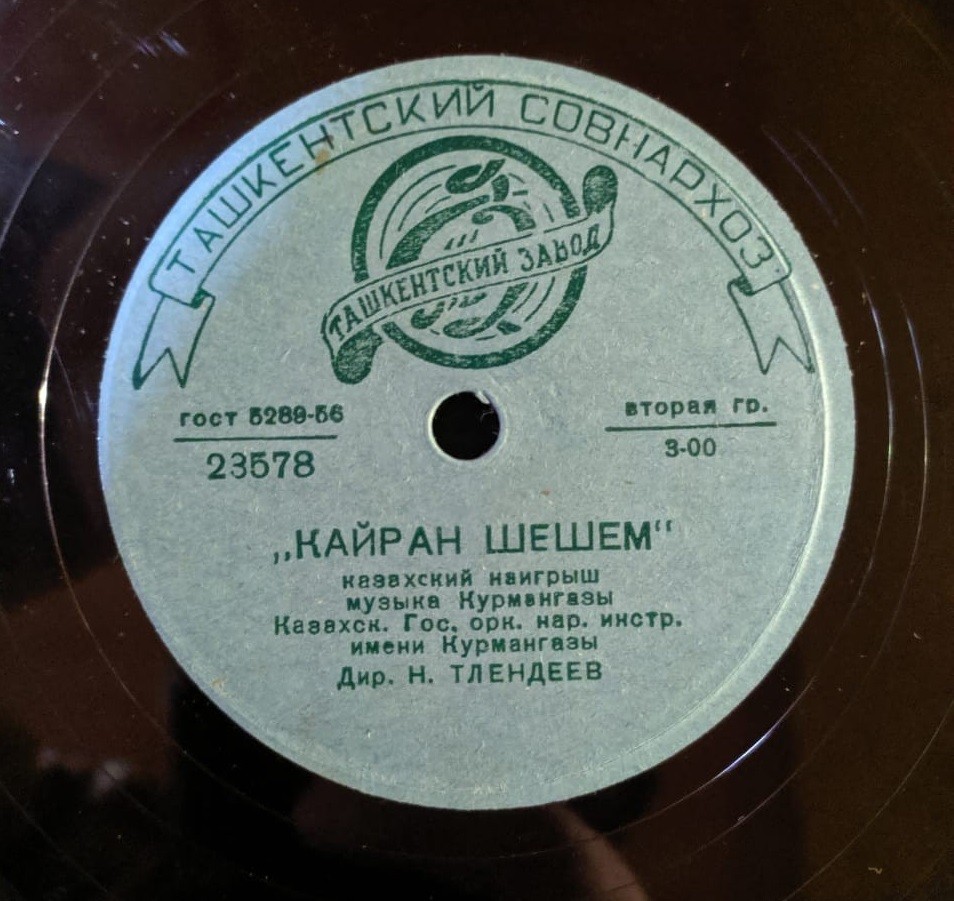 ТАШКЕНТСКИЙ СОВНАРХОЗ
ТАШКЕНТСКИЙ ЗАВОД
гост 5289-56
23578
вторая гр.
3-00
„КАЙРАН ШЕШЕМ“
казахский наигрыш
музыка Курмангазы
Казахск. Гос. орк. нар. инстр.
имени Курмангазы
Дир. Н. ТЛЕНДЕЕВ